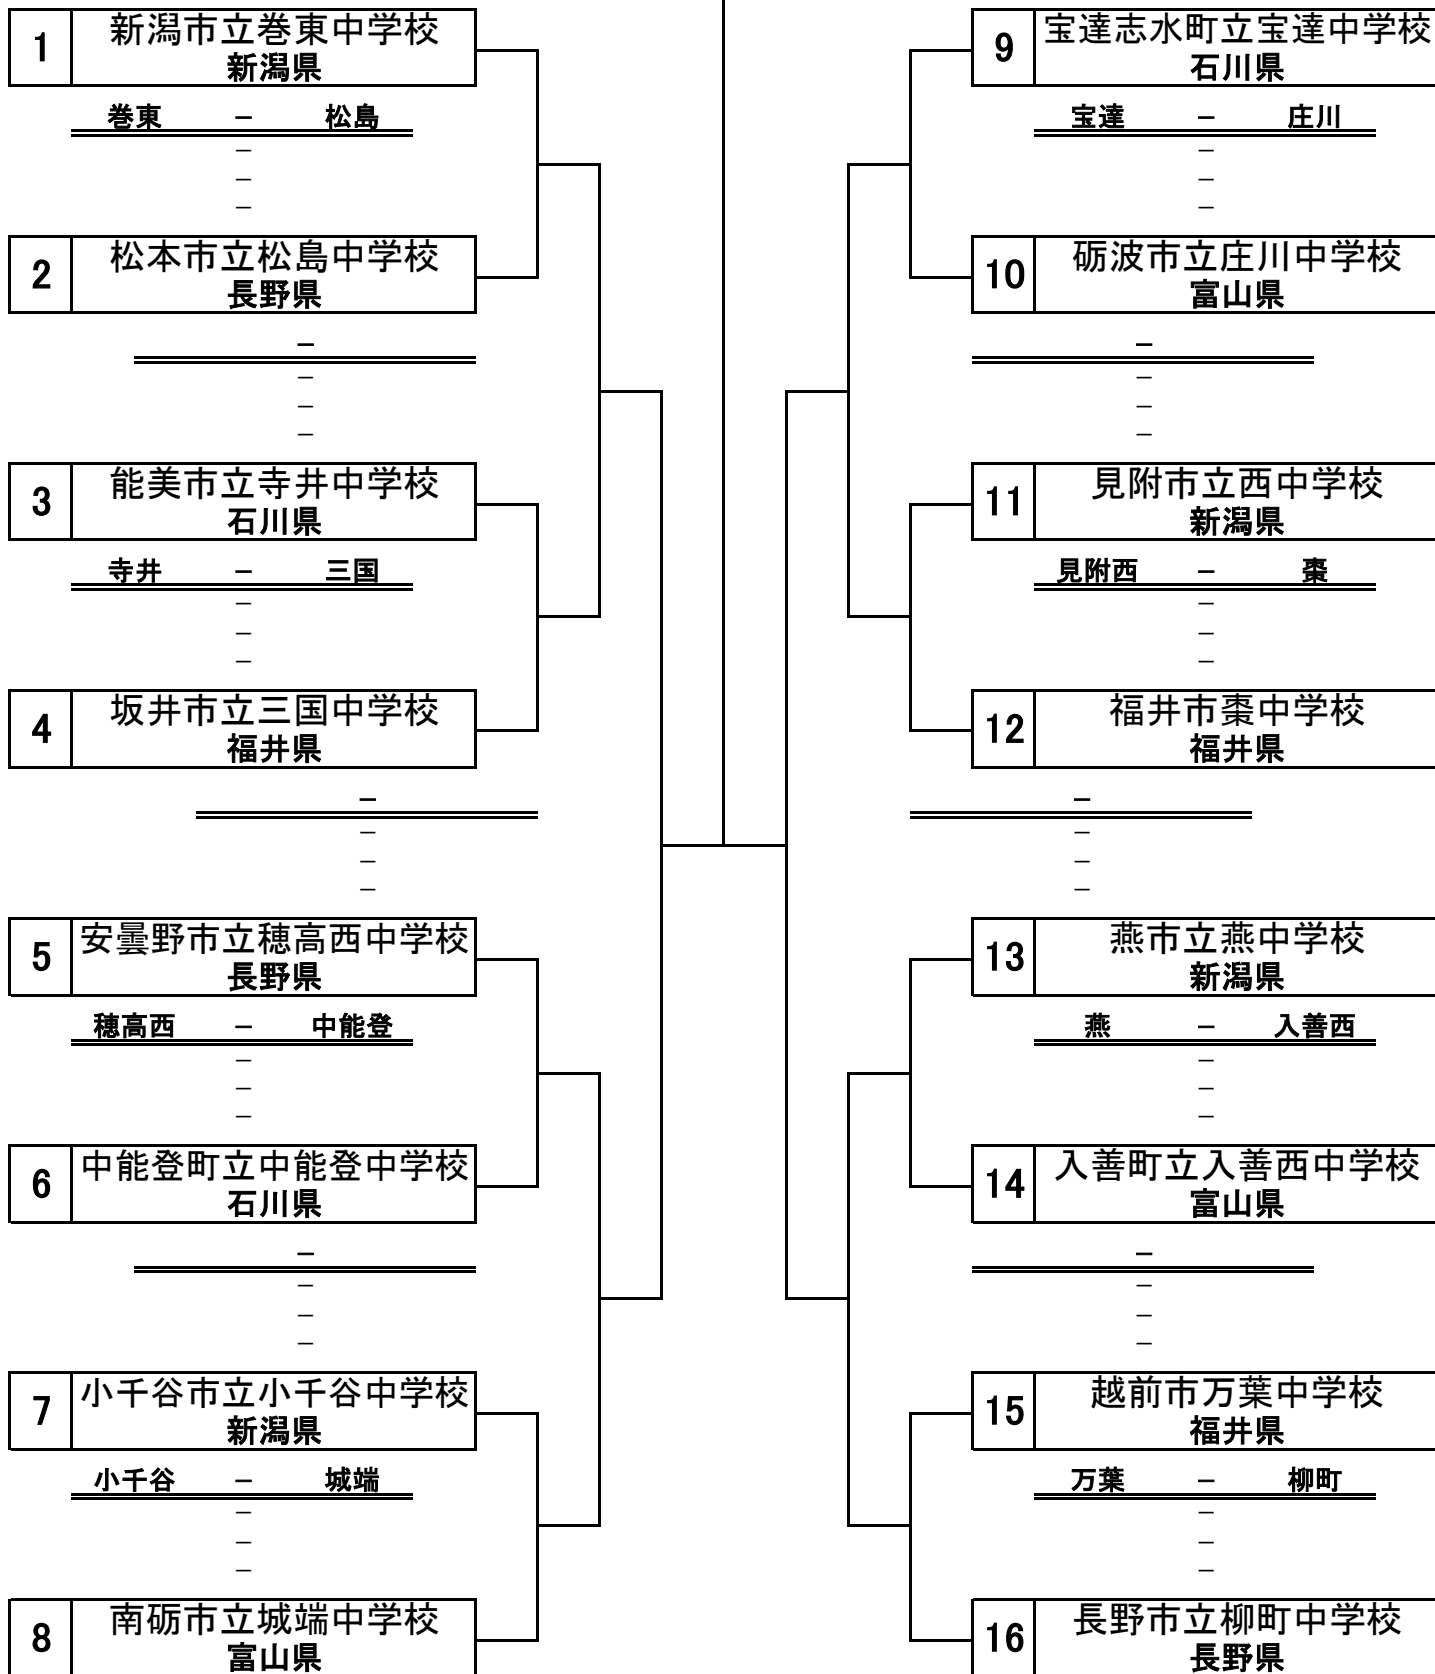 1
新潟市立巻東中学校
新潟県
巻東 － 松島
－
－
－
2
松本市立松島中学校
長野県
－
－
－
－
3
能美市立寺井中学校
石川県
寺井 － 三国
－
－
－
4
坂井市立三国中学校
福井県
－
－
－
－
5
安曇野市立穂高西中学校
長野県
穂高西 － 中能登
－
－
－
6
中能登町立中能登中学校
石川県
－
－
－
－
7
小千谷市立小千谷中学校
新潟県
小千谷 － 城端
－
－
－
8
南砺市立城端中学校
富山県
9
宝達志水町立宝達中学校
石川県
宝達 － 庄川
－
－
－
10
砺波市立庄川中学校
富山県
－
－
－
－
11
見附市立西中学校
新潟県
見附西 － 棗
－
－
－
12
福井市棗中学校
福井県
－
－
－
－
13
燕市立燕中学校
新潟県
燕 － 入善西
－
－
－
14
入善町立入善西中学校
富山県
－
－
－
－
15
越前市万葉中学校
福井県
万葉 － 柳町
－
－
－
16
長野市立柳町中学校
長野県